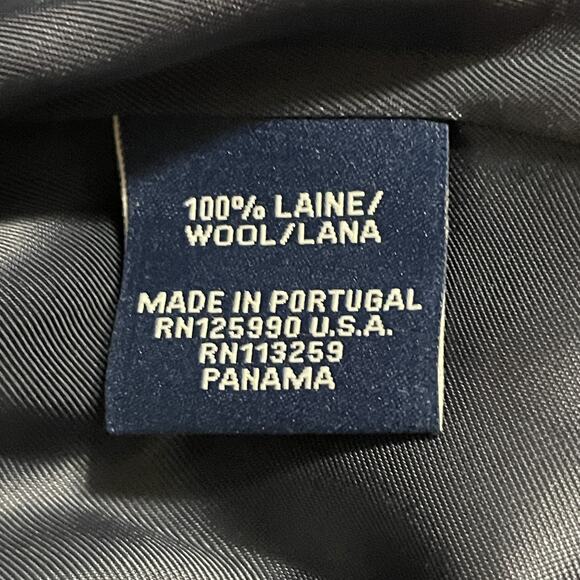 100% LAINE/
WOOL/LANA
MADE IN PORTUGAL
RN125990 U.S.A.
RN113259
PANAMA